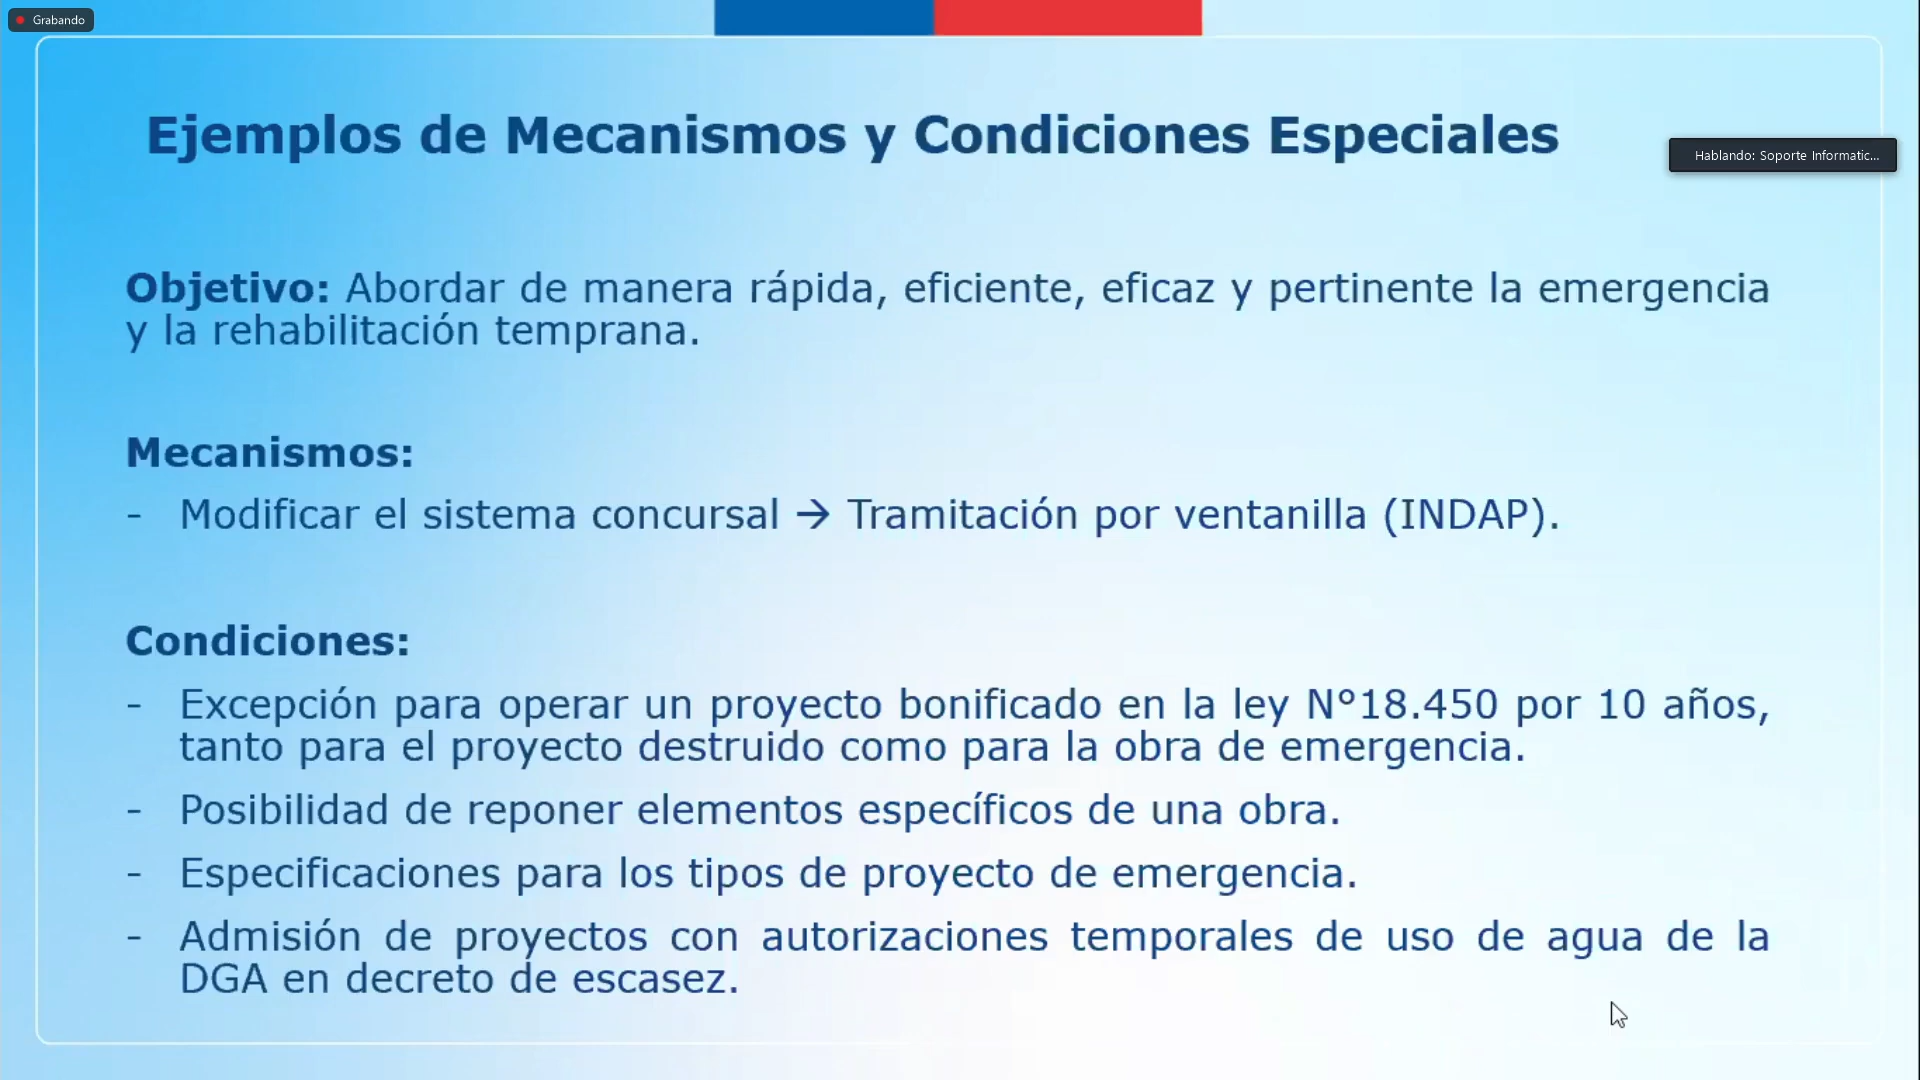 Grabando
Ejemplos de Mecanismos y Condiciones Especiales
Hablando: Soporte Informatic...
Objetivo: Abordar de manera rápida, eficiente, eficaz y pertinente la emergencia
y la rehabilitación temprana.
Mecanismos:
- Modificar el sistema concursal → Tramitación por ventanilla (INDAP).
Condiciones:
- Excepción para operar un proyecto bonificado en la ley N°18.450 por 10 años,
tanto para el proyecto destruido como para la obra de emergencia.
- Posibilidad de reponer elementos específicos de una obra.
- Especificaciones para los tipos de proyecto de emergencia.
- Admisión de proyectos con autorizaciones temporales de uso de agua de la
DGA en decreto de escasez.